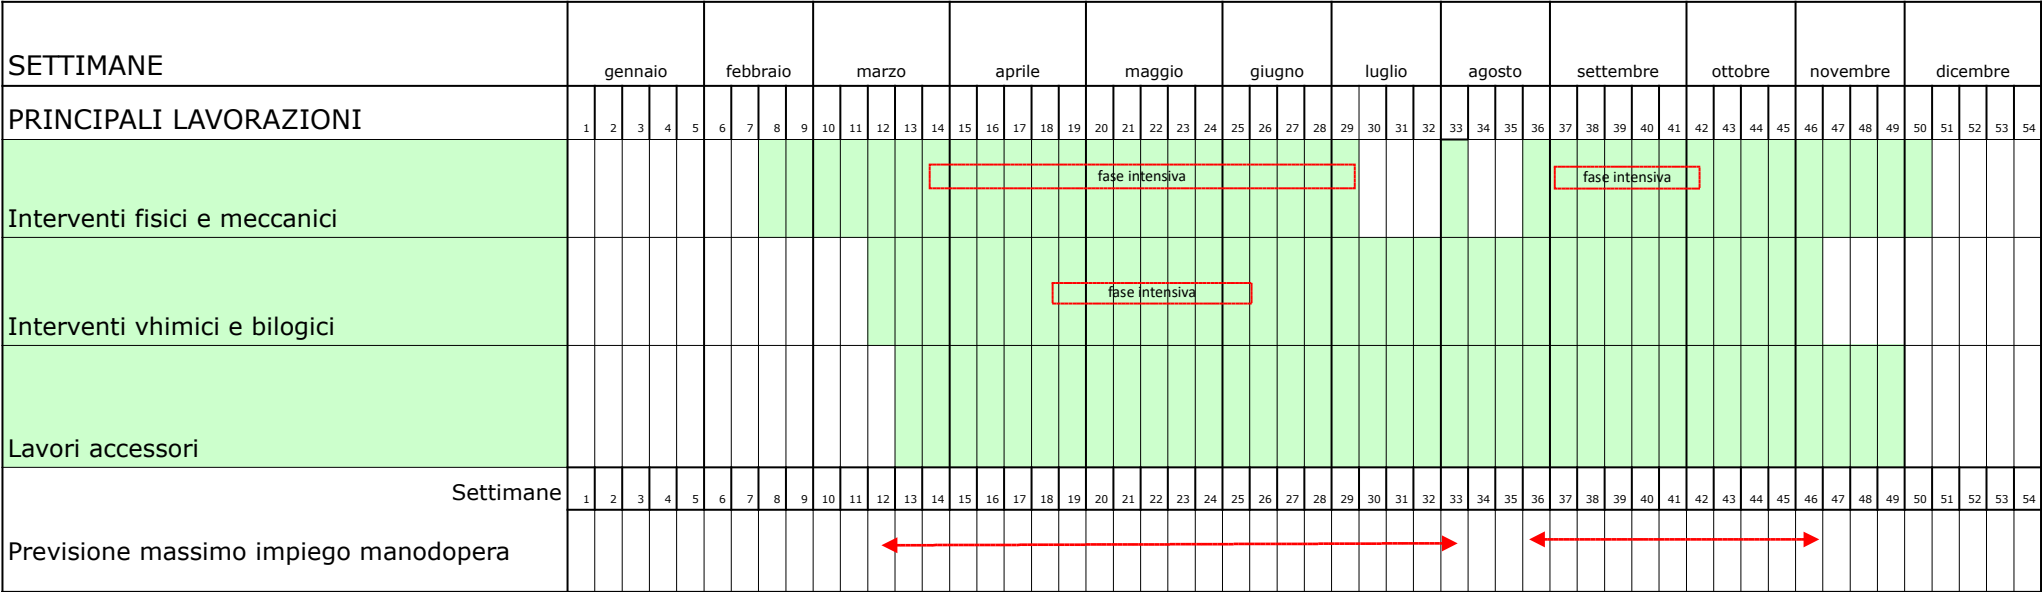 SETTIMANE gennaio febbraio marzo aprile maggio giugno luglio agosto settembre ottobre novembre dicembre
PRINCIPALI LAVORAZIONI 1 2 3 4 5 6 7 8 9 10 11 12 13 14 15 16 17 18 19 20 21 22 23 24 25 26 27 28 29 30 31 32 33 34 35 36 37 38 39 40 41 42 43 44 45 46 47 48 49 50 51 52 53 54
fase intensiva fase intensiva
Interventi fisici e meccanici
fase intensiva
Interventi vhimici e bilogici
Lavori accessori
Settimane 1 2 3 4 5 6 7 8 9 10 11 12 13 14 15 16 17 18 19 20 21 22 23 24 25 26 27 28 29 30 31 32 33 34 35 36 37 38 39 40 41 42 43 44 45 46 47 48 49 50 51 52 53 54
Previsione massimo impiego manodopera